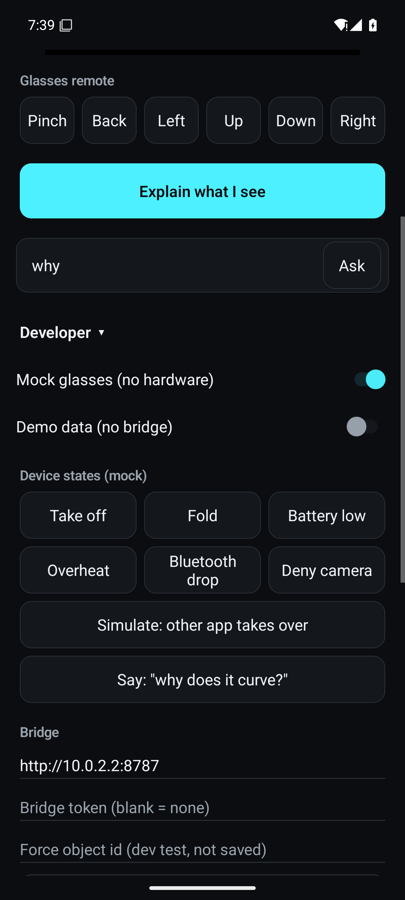 7:39
Glasses remote
Pinch Back Left Up Down Right
Explain what I see
why Ask
Developer ▾
Mock glasses (no hardware)
Demo data (no bridge)
Device states (mock)
Take off Fold Battery low
Overheat Bluetooth drop Deny camera
Simulate: other app takes over
Say: "why does it curve?"
Bridge
http://10.0.2.2:8787
Bridge token (blank = none)
Force object id (dev test, not saved)